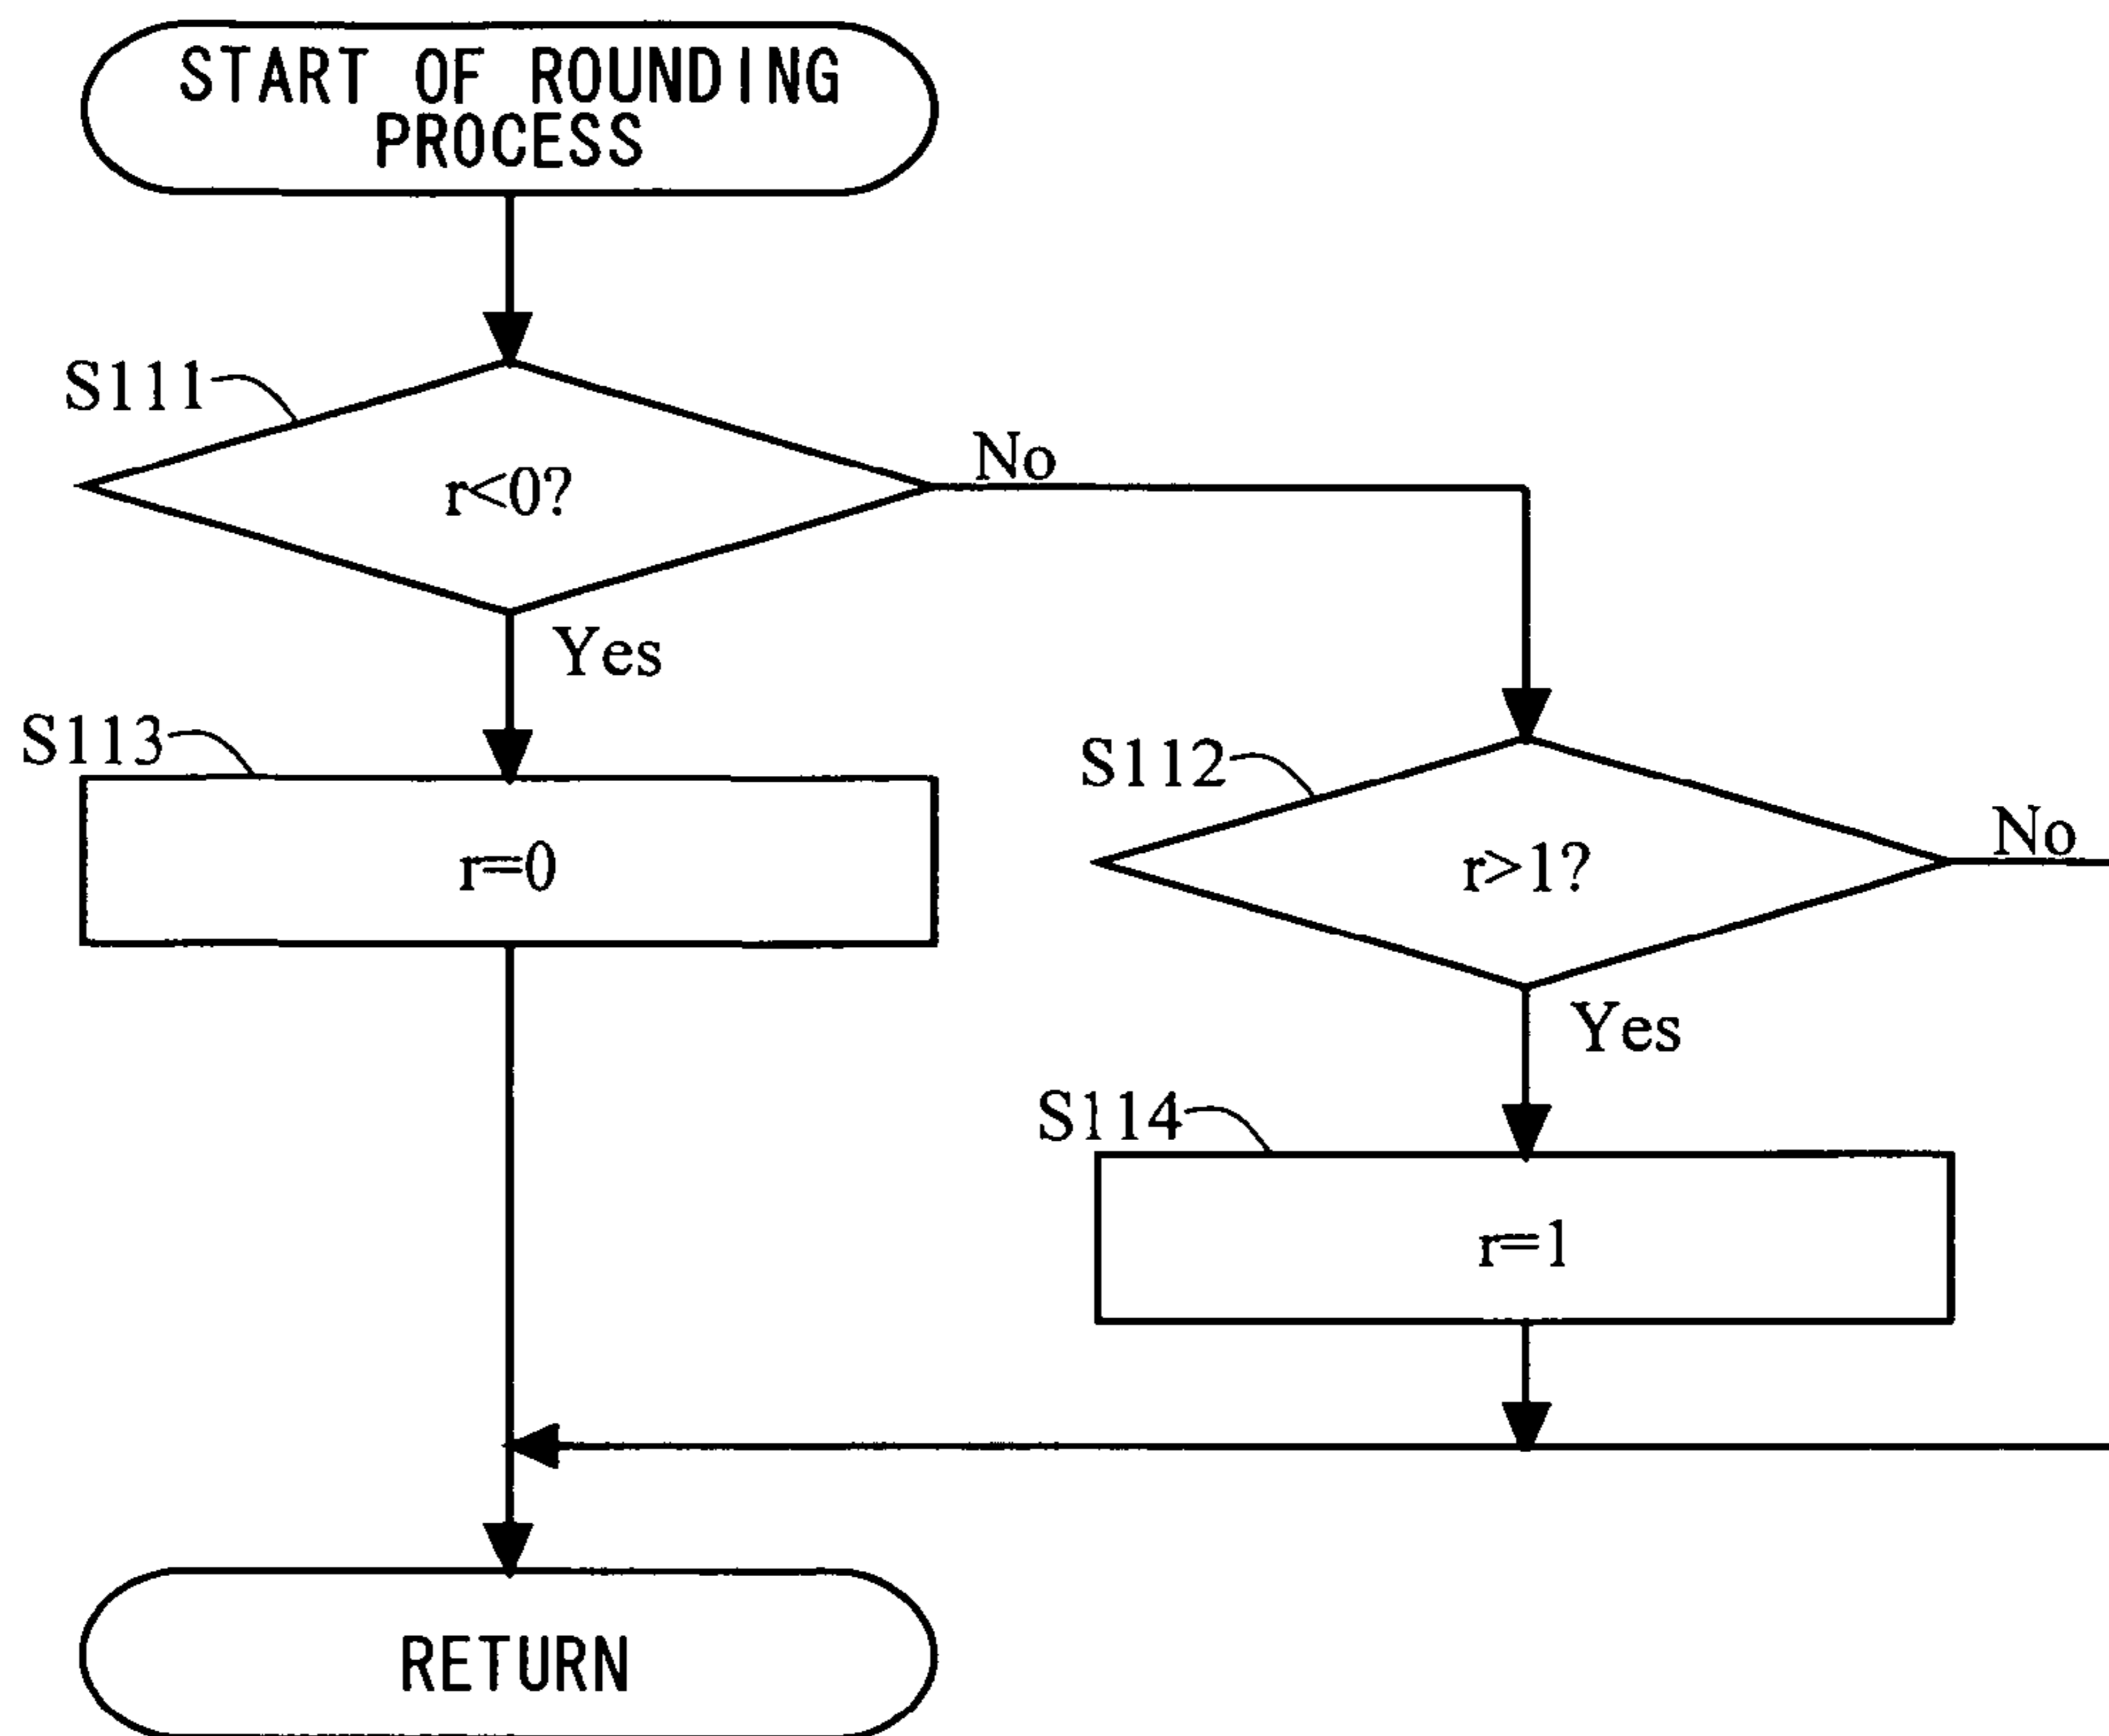 START OF ROUNDING
PROCESS
S111
r<0?
No
Yes
S113
r=0
S112
r>1?
No
Yes
S114
r=1
RETURN